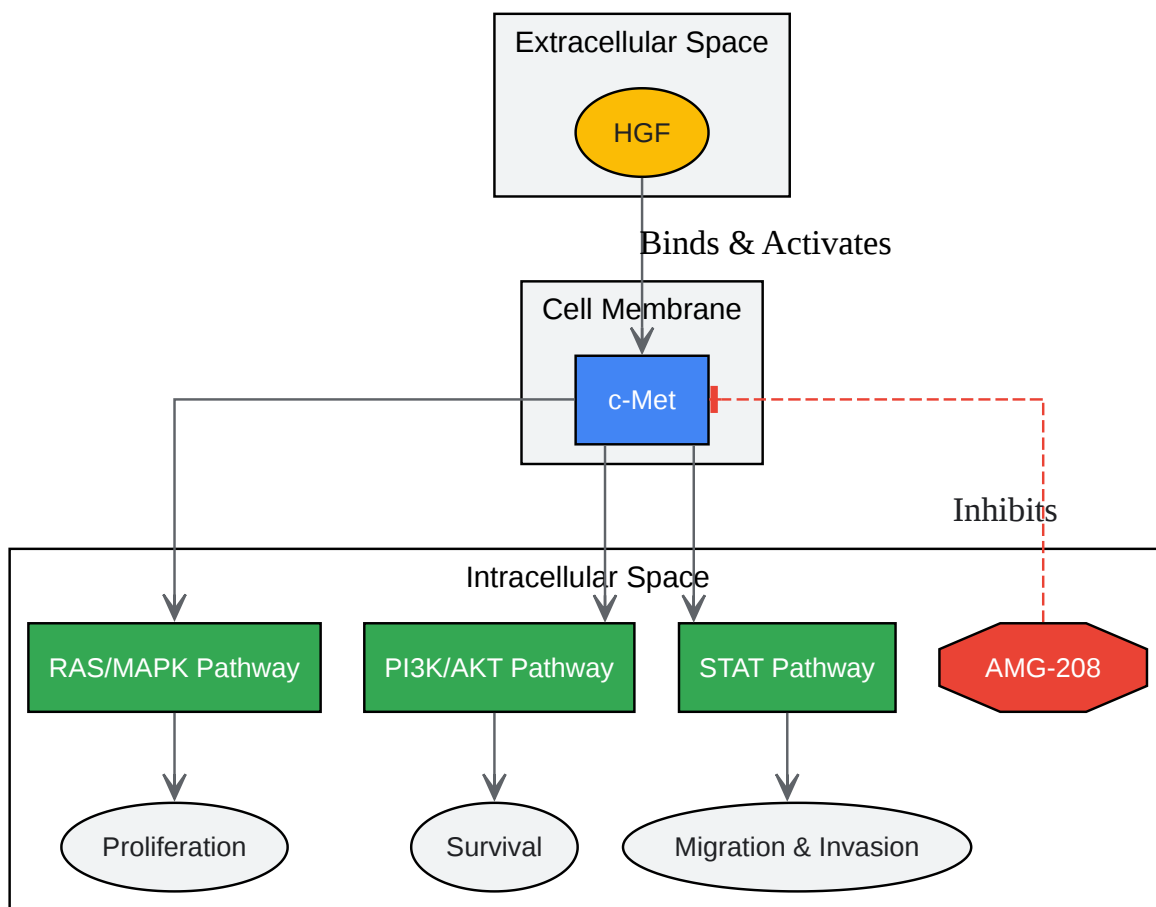 Extracellular Space
HGF
Binds & Activates
Cell Membrane
c-Met
Inhibits
Intracellular Space
RAS/MAPK Pathway
PI3K/AKT Pathway
STAT Pathway
AMG-208
Proliferation
Survival
Migration & Invasion